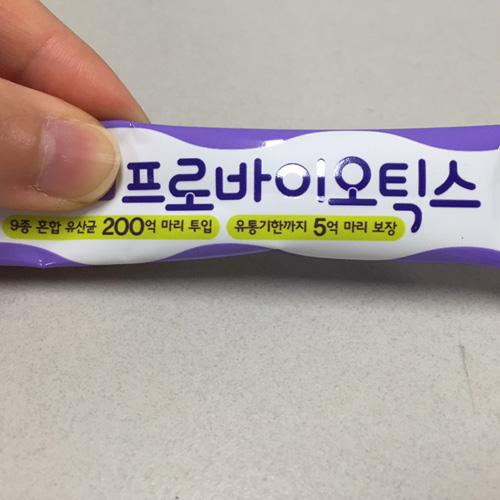 프로바이오틱스
9종 혼합 유산균 200억 마리 투입 유통기한까지 5억 마리 보장